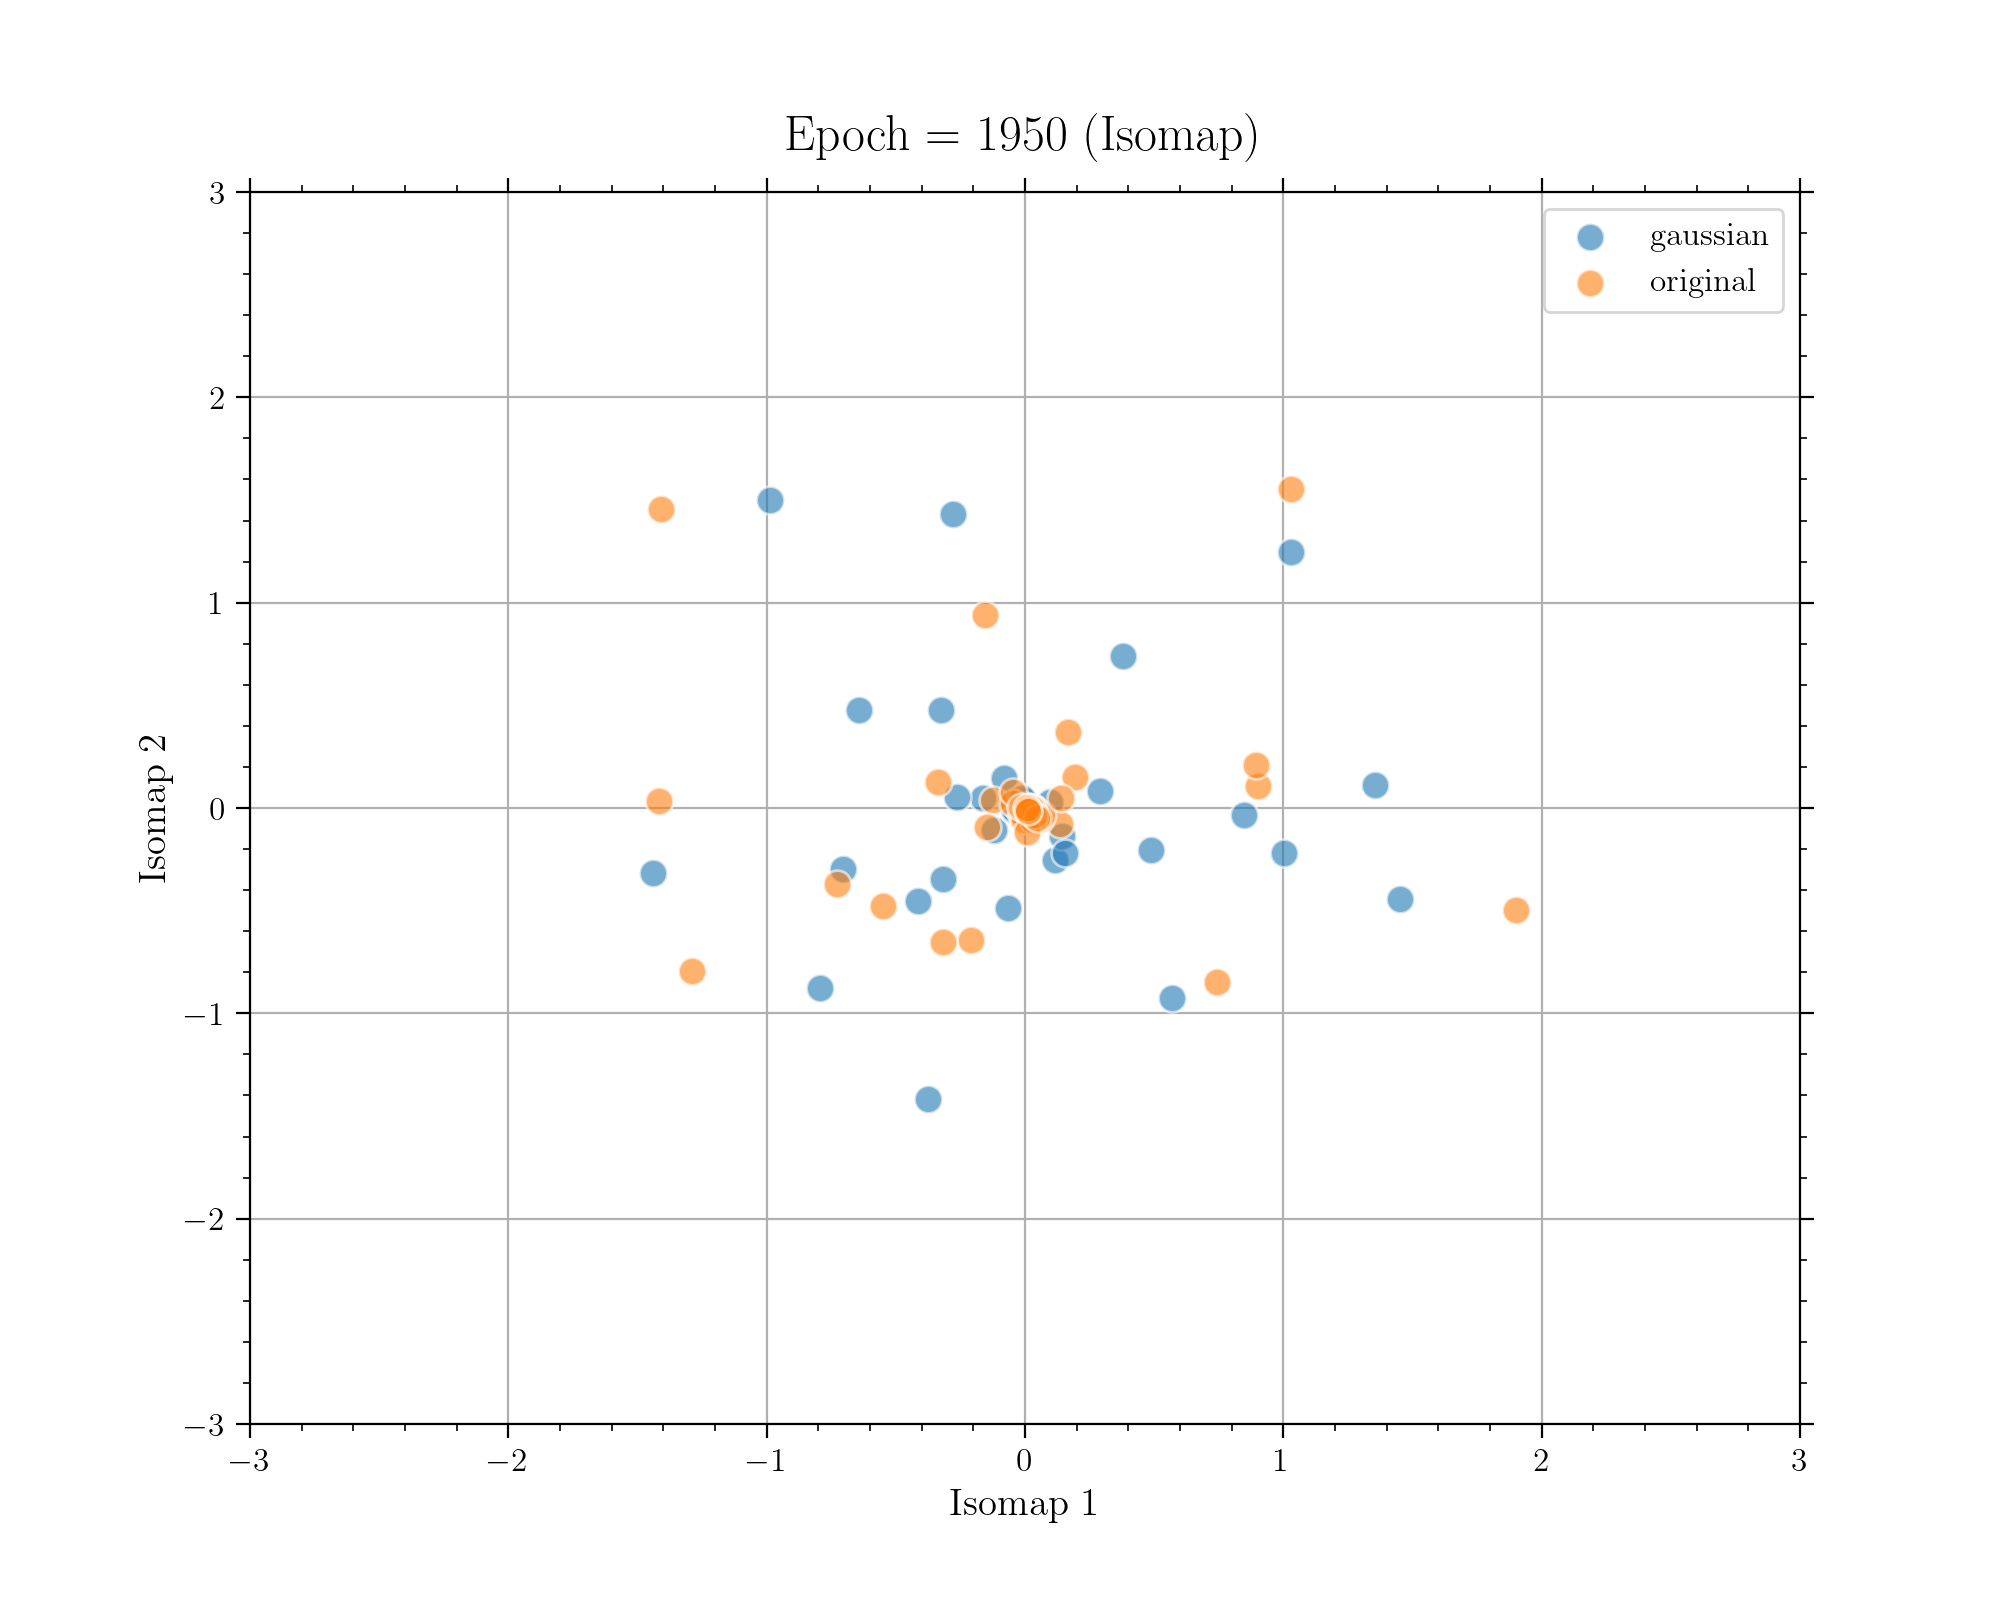 Epoch = 1950 (Isomap)
gaussian
original
3
2
1
0
−1
−2
−3
Isomap 2
−3
−2
−1
0
1
2
3
Isomap 1